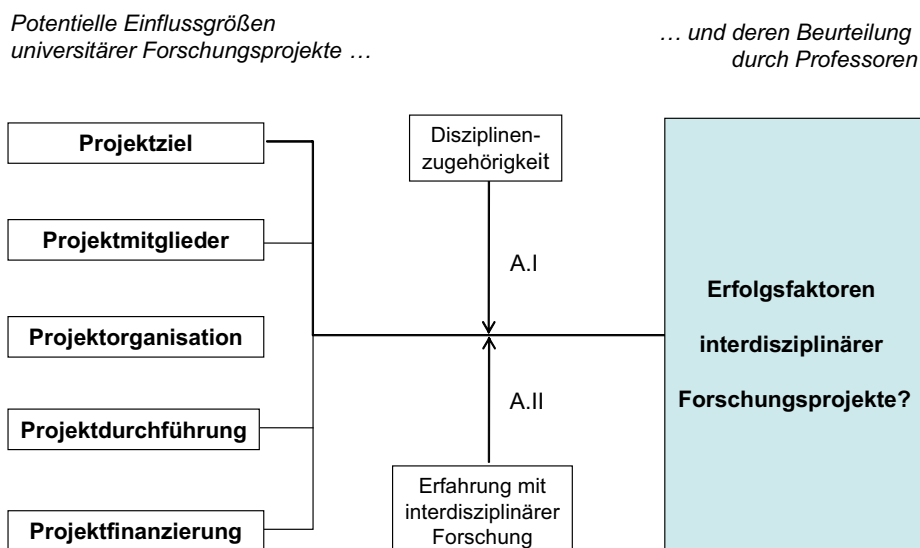 Potentielle Einflussgrößen
universitärer Forschungsprojekte …
… und deren Beurteilung
durch Professoren
Projektziel
Projektmitglieder
Projektorganisation
Projektdurchführung
Projektfinanzierung
Disziplinen-
zugehörigkeit
A.I
A.II
Erfahrung mit
interdisziplinärer
Forschung
Erfolgsfaktoren
interdisziplinärer
Forschungsprojekte?